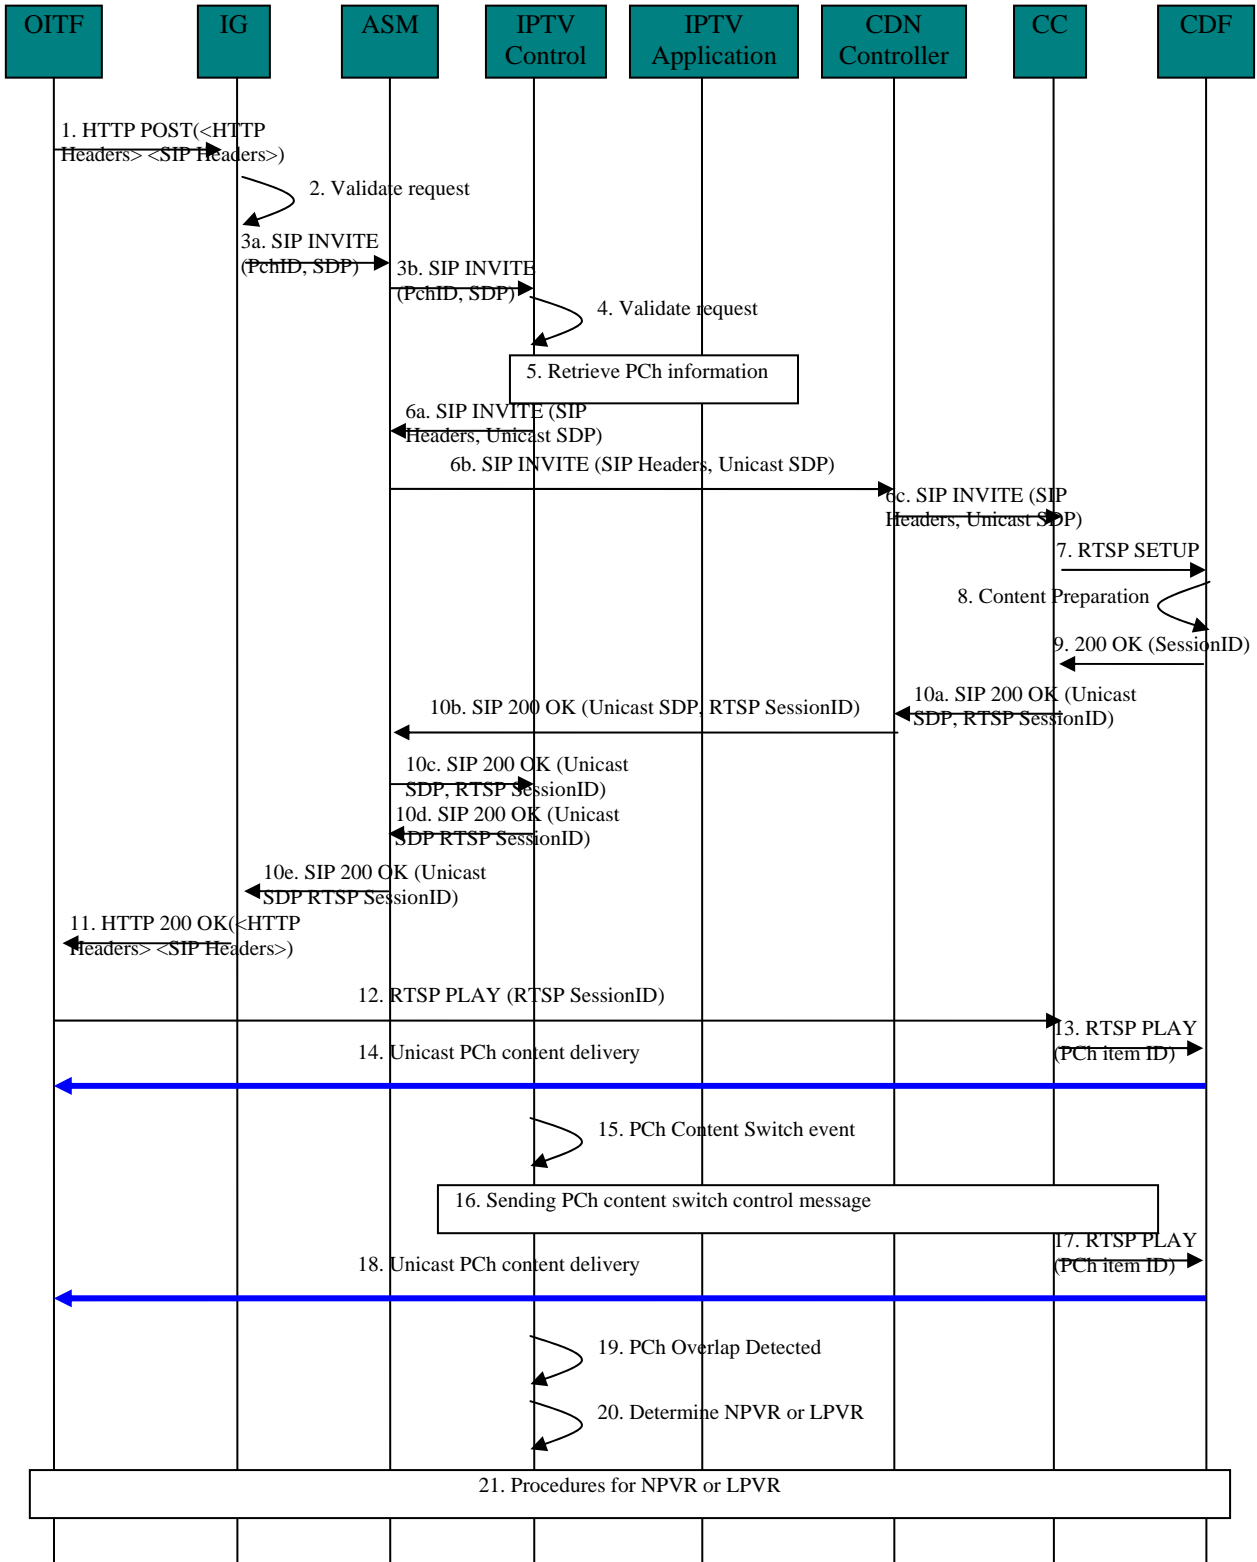 OITF
IG
ASM
IPTV
Control
IPTV
Application
CDN
Controller
CC
CDF
1. HTTP POST(<HTTP
Headers> <SIP Headers>)
2. Validate request
3a. SIP INVITE
(PchID, SDP)
3b. SIP INVITE
(PchID, SDP)
4. Validate request
5. Retrieve PCh information
6a. SIP INVITE (SIP
Headers, Unicast SDP)
6b. SIP INVITE (SIP Headers, Unicast SDP)
6c. SIP INVITE (SIP
Headers, Unicast SDP)
7. RTSP SETUP
8. Content Preparation
9. 200 OK (SessionID)
10a. SIP 200 OK (Unicast
SDP, RTSP SessionID)
10b. SIP 200 OK (Unicast SDP, RTSP SessionID)
10c. SIP 200 OK (Unicast
SDP, RTSP SessionID)
10d. SIP 200 OK (Unicast
SDP RTSP SessionID)
10e. SIP 200 OK (Unicast
SDP RTSP SessionID)
11. HTTP 200 OK(<HTTP
Headers> <SIP Headers>)
12. RTSP PLAY (RTSP SessionID)
13. RTSP PLAY
(PCh item ID)
14. Unicast PCh content delivery
15. PCh Content Switch event
16. Sending PCh content switch control message
17. RTSP PLAY
(PCh item ID)
18. Unicast PCh content delivery
19. PCh Overlap Detected
20. Determine NPVR or LPVR
21. Procedures for NPVR or LPVR